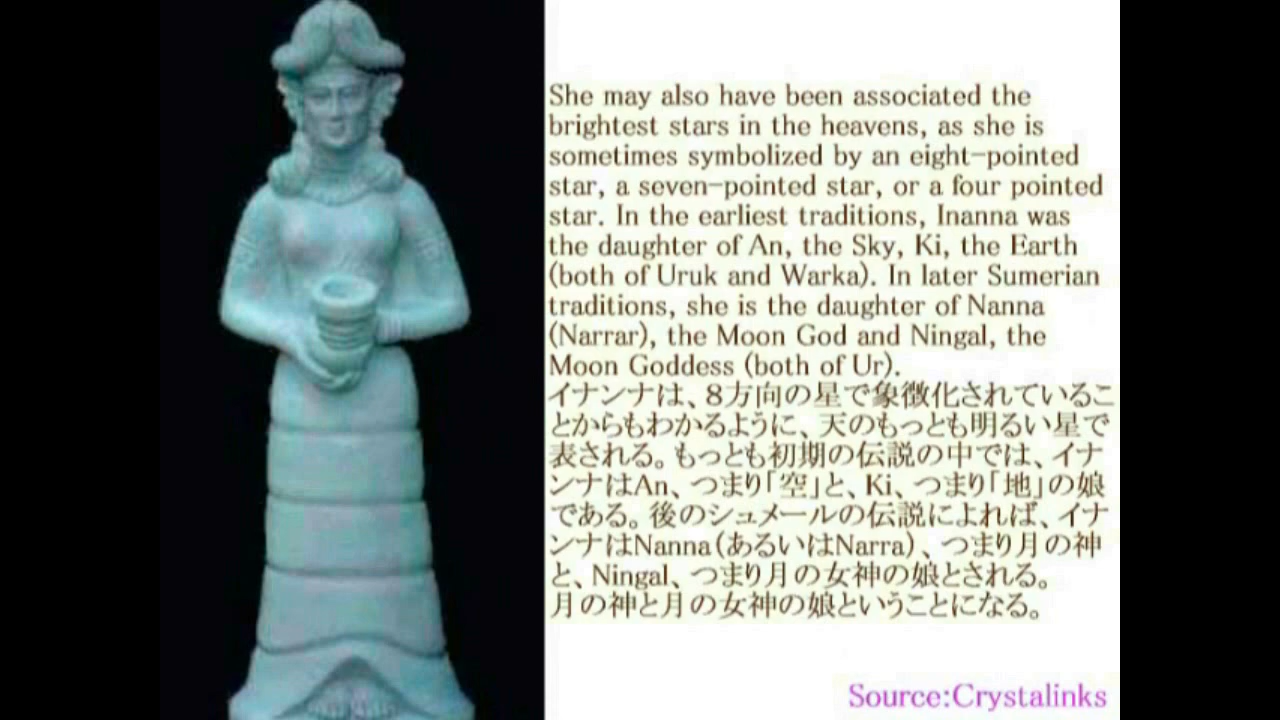 She may also have been associated the
brightest stars in the heavens, as she is
sometimes symbolized by an eight-pointed
star, a seven-pointed star, or a four pointed
star. In the earliest traditions, Inanna was
the daughter of An, the Sky, Ki, the Earth
(both of Uruk and Warka). In later Sumerian
traditions, she is the daughter of Nanna
(Narrar), the Moon God and Ningal, the
Moon Goddess (both of Ur).
イナンナは、８方向の星で象徴化されているこ
とからもわかるように、天のもっとも明るい星で
表される。もっとも初期の伝説の中では、イナ
ンナはAn、つまり「空」と、Ki、つまり「地」の娘
である。後のシュメールの伝説によれば、イナ
ンナはNanna（あるいはNarra）、つまり月の神
と、Ningal、つまり月の女神の娘とされる。
月の神と月の女神の娘ということになる。
Source:Crystalinks